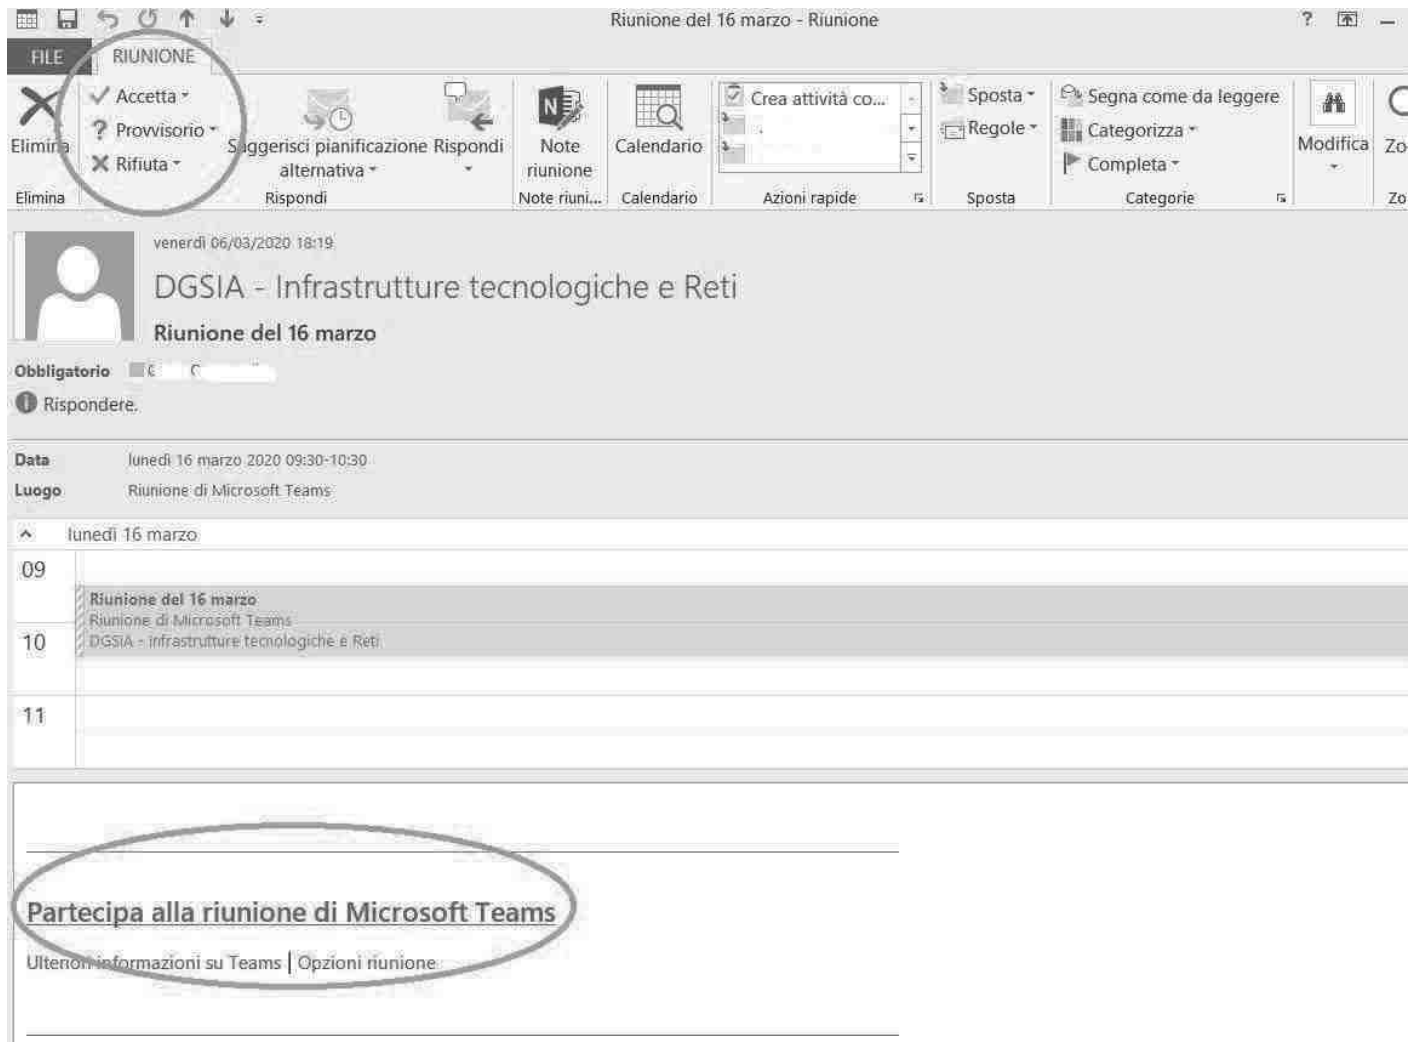 Riunione del 16 marzo - Riunione
?
FILE
RIUNIONE
Accetta
Provvisorio
Rifiuta
Elimina
Suggerisci pianificazione alternativa
Rispondi
Note riunione
Calendario
Crea attività co...
Sposta
Regole
Segna come da leggere
Categorizza
Completa
Modifica
Zo
Elimina
Rispondi
Note riuni...
Calendario
Azioni rapide
Sposta
Categorie
Zo
venerdì 06/03/2020 18:19
DGSIA - Infrastrutture tecnologiche e Reti
Riunione del 16 marzo
Obbligatorio
Rispondere.
Data lunedì 16 marzo 2020 09:30-10:30
Luogo Riunione di Microsoft Teams
lunedì 16 marzo
09
Riunione del 16 marzo
Riunione di Microsoft Teams
10
DGSIA - Infrastrutture tecnologiche e Reti
11
Partecipa alla riunione di Microsoft Teams
Ulteriori informazioni su Teams | Opzioni riunione